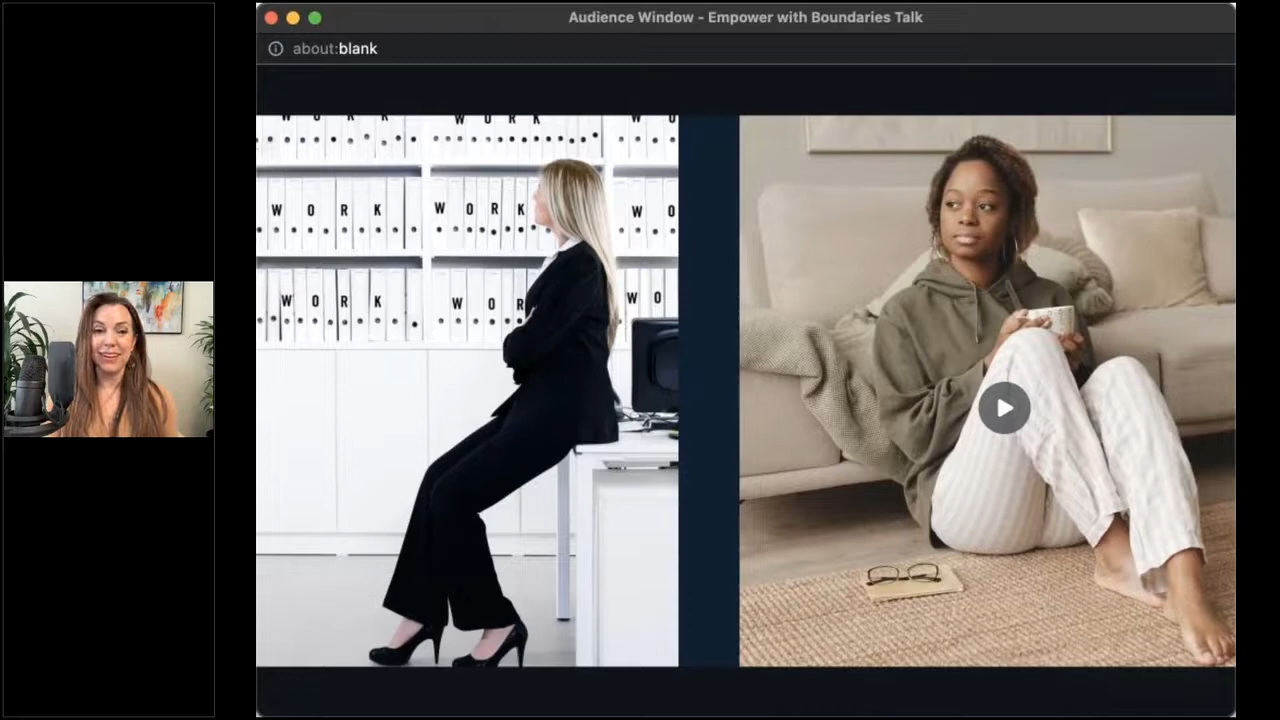 Audience Window - Empower with Boundaries Talk
about:blank
W O R K W O R K W O
W O R K W O R K W O
W O R K W O R W O